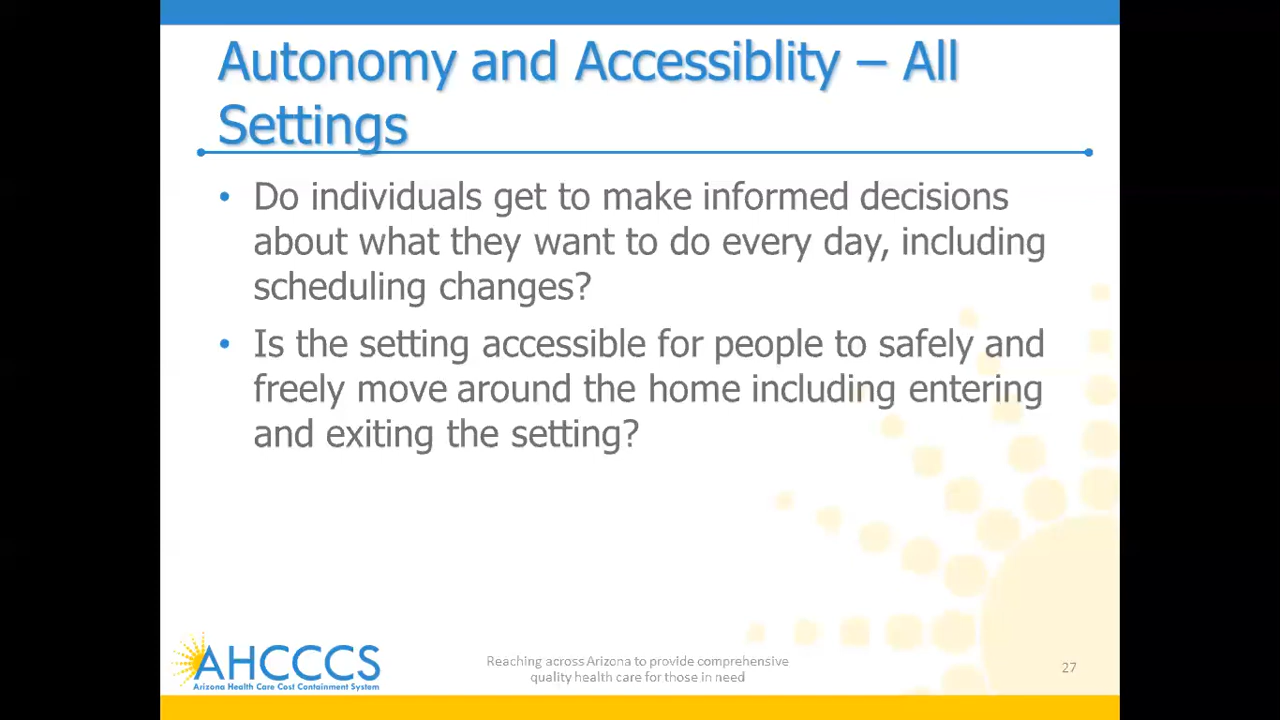 Autonomy and Accessiblity – All
Settings
• Do individuals get to make informed decisions
about what they want to do every day, including
scheduling changes?
• Is the setting accessible for people to safely and
freely move around the home including entering
and exiting the setting?
AHCCCS
Arizona Health Care Cost Containment System
Reaching across Arizona to provide comprehensive
quality health care for those in need
27